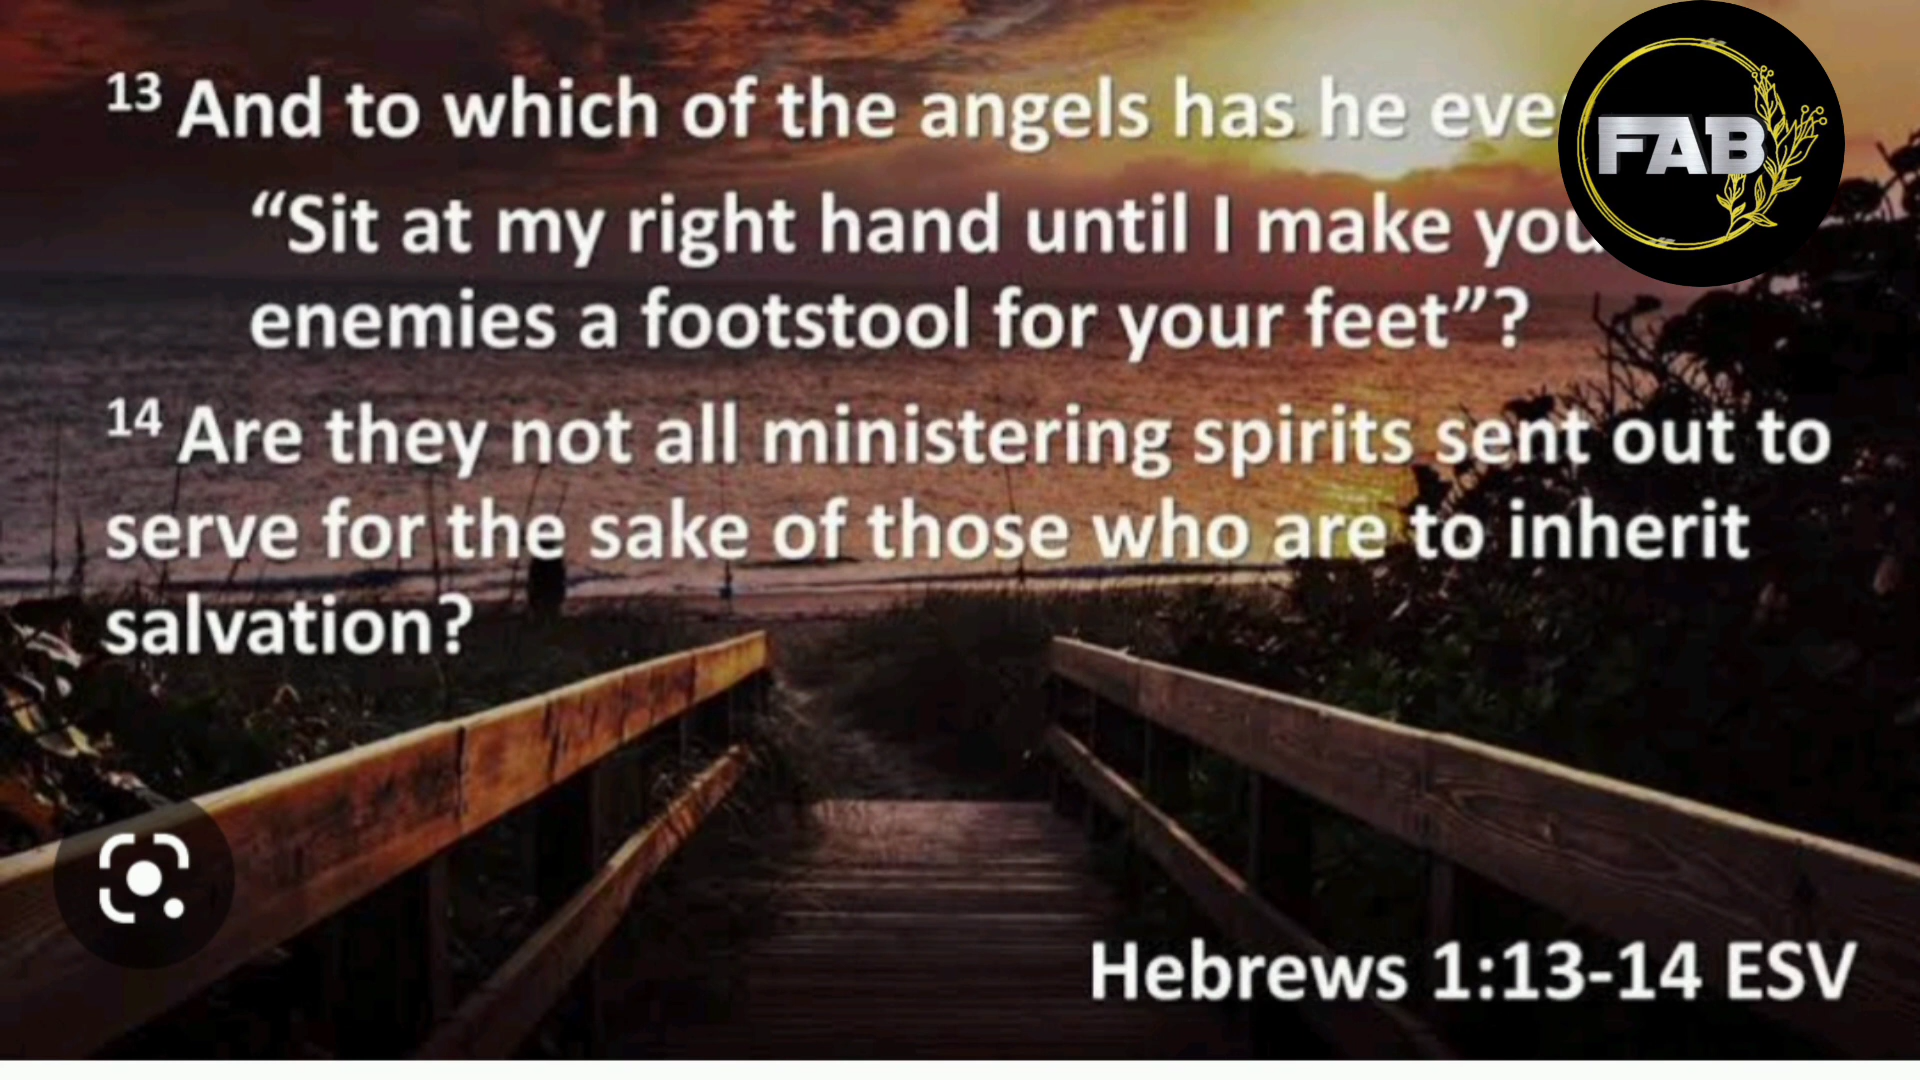 13 And to which of the angels has he eve
FAB
“Sit at my right hand until I make you
enemies a footstool for your feet”?
14 Are they not all ministering spirits sent out to
serve for the sake of those who are to inherit
salvation?
Hebrews 1:13-14 ESV